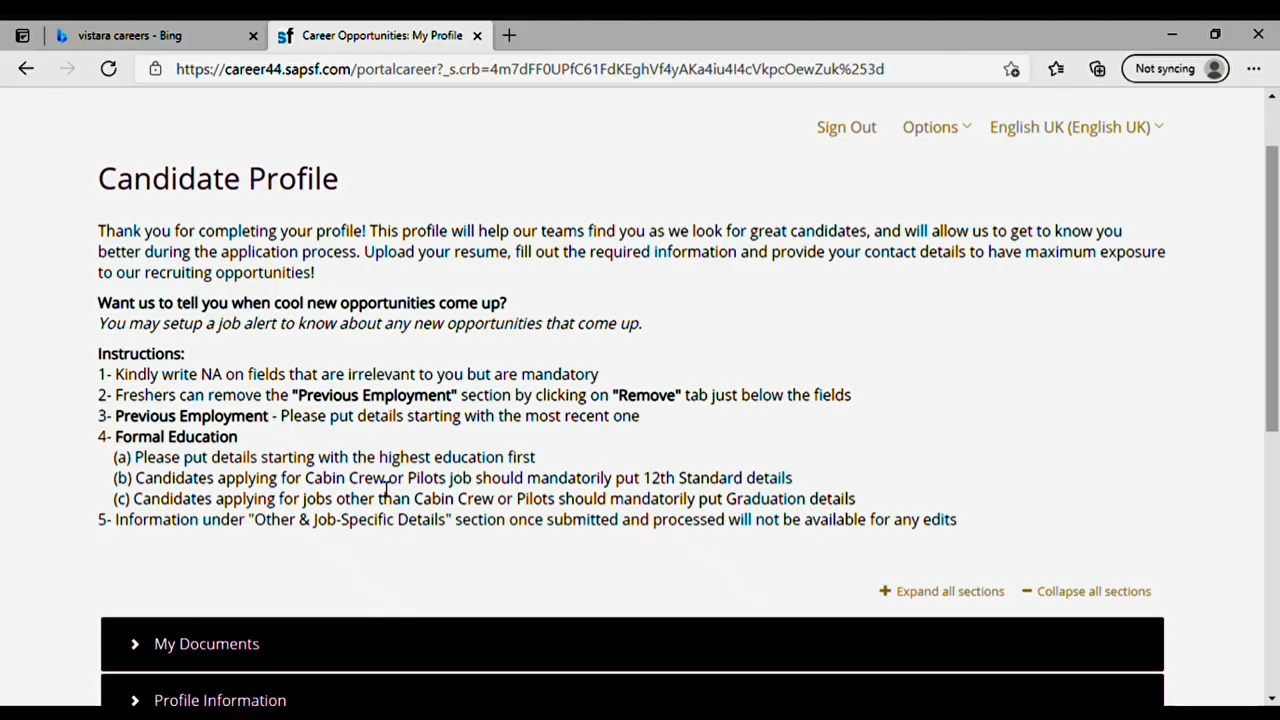 vistara careers - Bing
sf Career Opportunities: My Profile
https://career44.sapsf.com/portalcareer?_s.crb=4m7dFF0UPfC61FdKEghVf4yAKa4iu4I4cVkpcOewZuk%253d
Not syncing
Sign Out Options English UK (English UK)
Candidate Profile
Thank you for completing your profile! This profile will help our teams find you as we look for great candidates, and will allow us to get to know you
better during the application process. Upload your resume, fill out the required information and provide your contact details to have maximum exposure
to our recruiting opportunities!
Want us to tell you when cool new opportunities come up?
You may setup a job alert to know about any new opportunities that come up.
Instructions:
1- Kindly write NA on fields that are irrelevant to you but are mandatory
2- Freshers can remove the "Previous Employment" section by clicking on "Remove" tab just below the fields
3- Previous Employment - Please put details starting with the most recent one
4- Formal Education
(a) Please put details starting with the highest education first
(b) Candidates applying for Cabin Crew or Pilots job should mandatorily put 12th Standard details
(c) Candidates applying for jobs other than Cabin Crew or Pilots should mandatorily put Graduation details
5- Information under "Other & Job-Specific Details" section once submitted and processed will not be available for any edits
Expand all sections Collapse all sections
My Documents
Profile Information